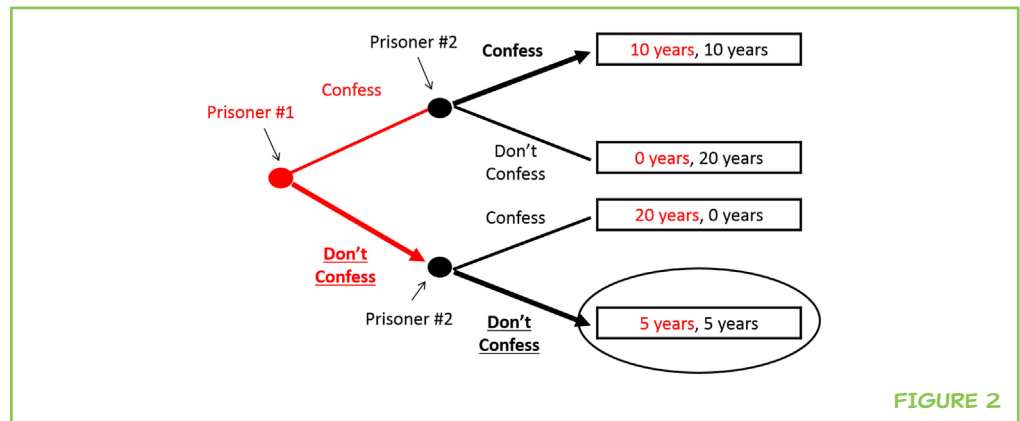 Prisoner #2
Confess
10 years, 10 years
Confess
Prisoner #1
Don't
Confess
0 years, 20 years
Confess
20 years, 0 years
Don't
Confess
Prisoner #2
Don't
Confess
5 years, 5 years
FIGURE 2